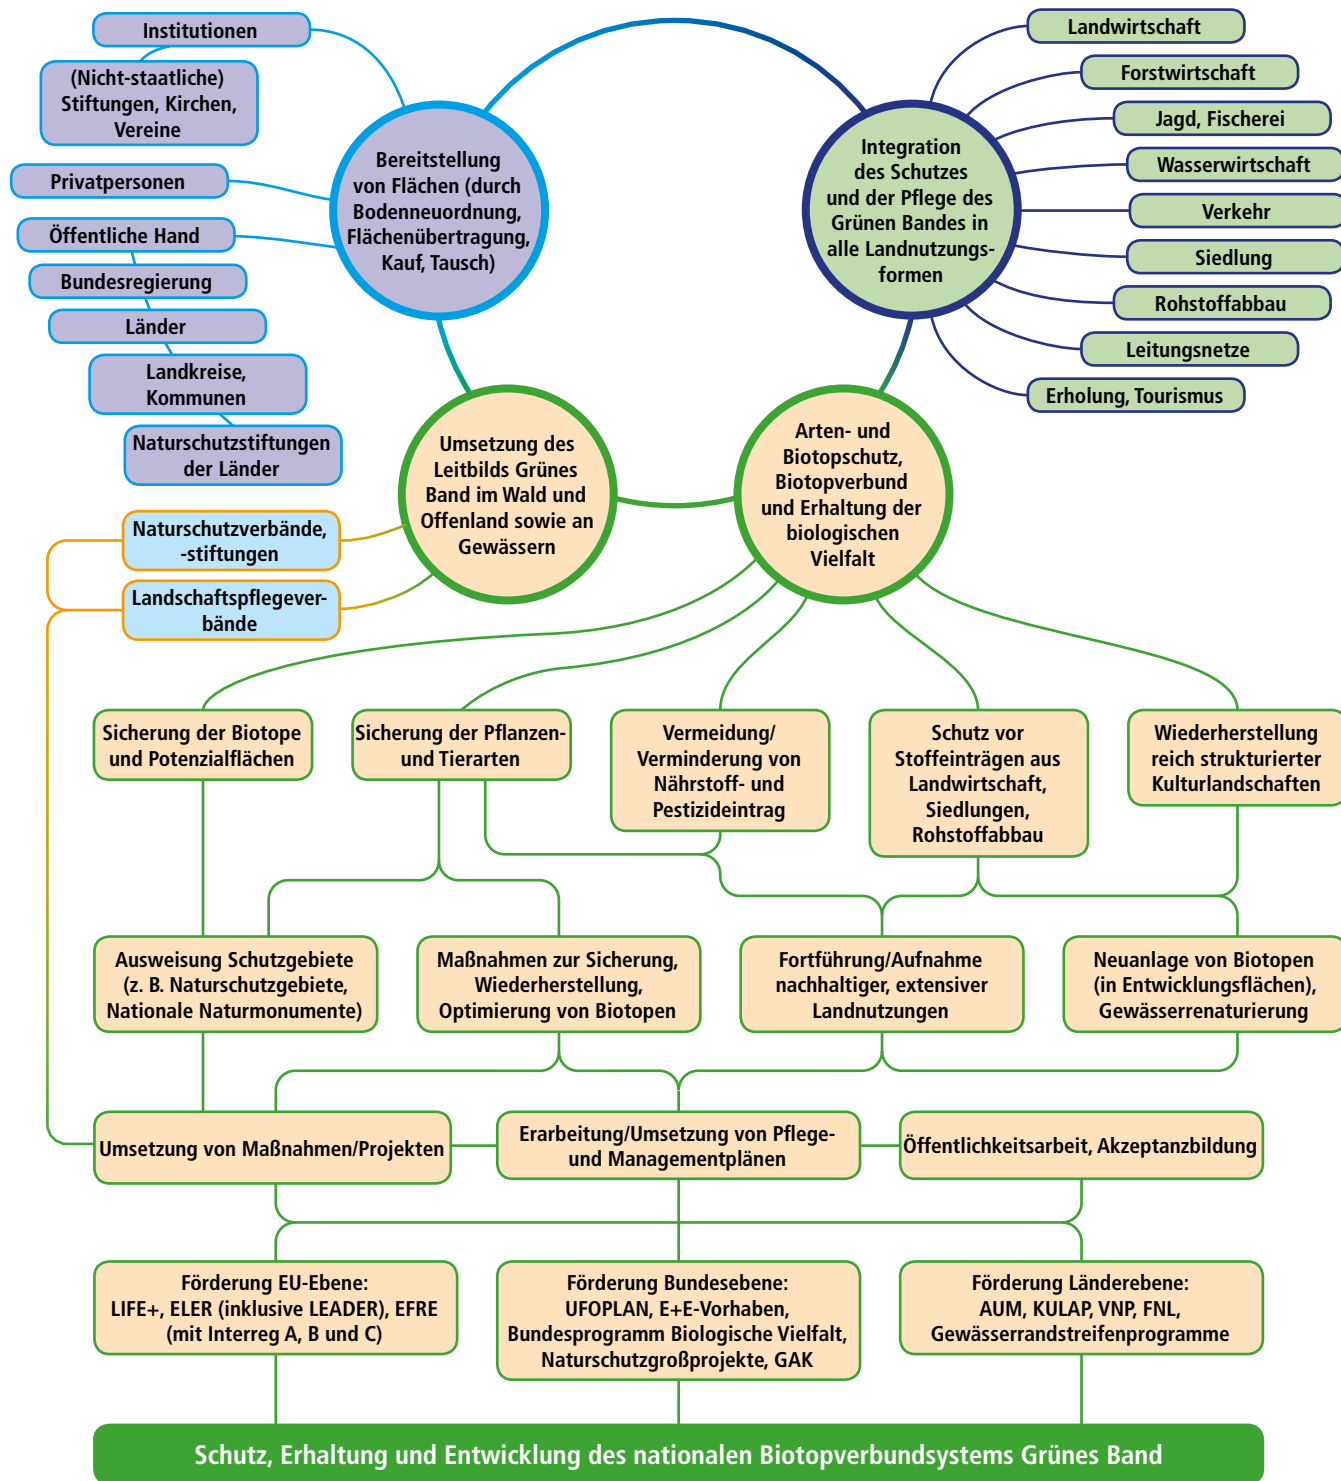 Institutionen
(Nicht-staatliche)
Stiftungen, Kirchen,
Vereine
Privatpersonen
Öffentliche Hand
Bundesregierung
Länder
Landkreise,
Kommunen
Naturschutzstiftungen
der Länder
Bereitstellung
von Flächen (durch
Bodenneuordnung,
Flächenübertragung,
Kauf, Tausch)
Integration
des Schutzes
und der Pflege des
Grünen Bandes in
alle Landnutzungs-
formen
Landwirtschaft
Forstwirtschaft
Jagd, Fischerei
Wasserwirtschaft
Verkehr
Siedlung
Rohstoffabbau
Leitungsnetze
Erholung, Tourismus
Umsetzung des
Leitbilds Grünes
Band im Wald und
Offenland sowie an
Gewässern
Arten- und
Biotopschutz,
Biotopverbund
und Erhaltung der
biologischen
Vielfalt
Naturschutzverbände,
-stiftungen
Landschaftspflegever-
bände
Sicherung der Biotope
und Potenzialflächen
Sicherung der Pflanzen-
und Tierarten
Vermeidung/
Verminderung von
Nährstoff- und
Pestizideintrag
Schutz vor
Stoffeinträgen aus
Landwirtschaft,
Siedlungen,
Rohstoffabbau
Wiederherstellung
reich strukturierter
Kulturlandschaften
Ausweisung Schutzgebiete
(z. B. Naturschutzgebiete,
Nationale Naturmonumente)
Maßnahmen zur Sicherung,
Wiederherstellung,
Optimierung von Biotopen
Fortführung/Aufnahme
nachhaltiger, extensiver
Landnutzungen
Neuanlage von Biotopen
(in Entwicklungsflächen),
Gewässerrenaturierung
Umsetzung von Maßnahmen/Projekten
Erarbeitung/Umsetzung von Pflege-
und Managementplänen
Öffentlichkeitsarbeit, Akzeptanzbildung
Förderung EU-Ebene:
LIFE+, ELER (inklusive LEADER), EFRE
(mit Interreg A, B und C)
Förderung Bundesebene:
UFOPLAN, E+E-Vorhaben,
Bundesprogramm Biologische Vielfalt,
Naturschutzgroßprojekte, GAK
Förderung Länderebene:
AUM, KULAP, VNP, FNL,
Gewässerrandstreifenprogramme
Schutz, Erhaltung und Entwicklung des nationalen Biotopverbundsystems Grünes Band